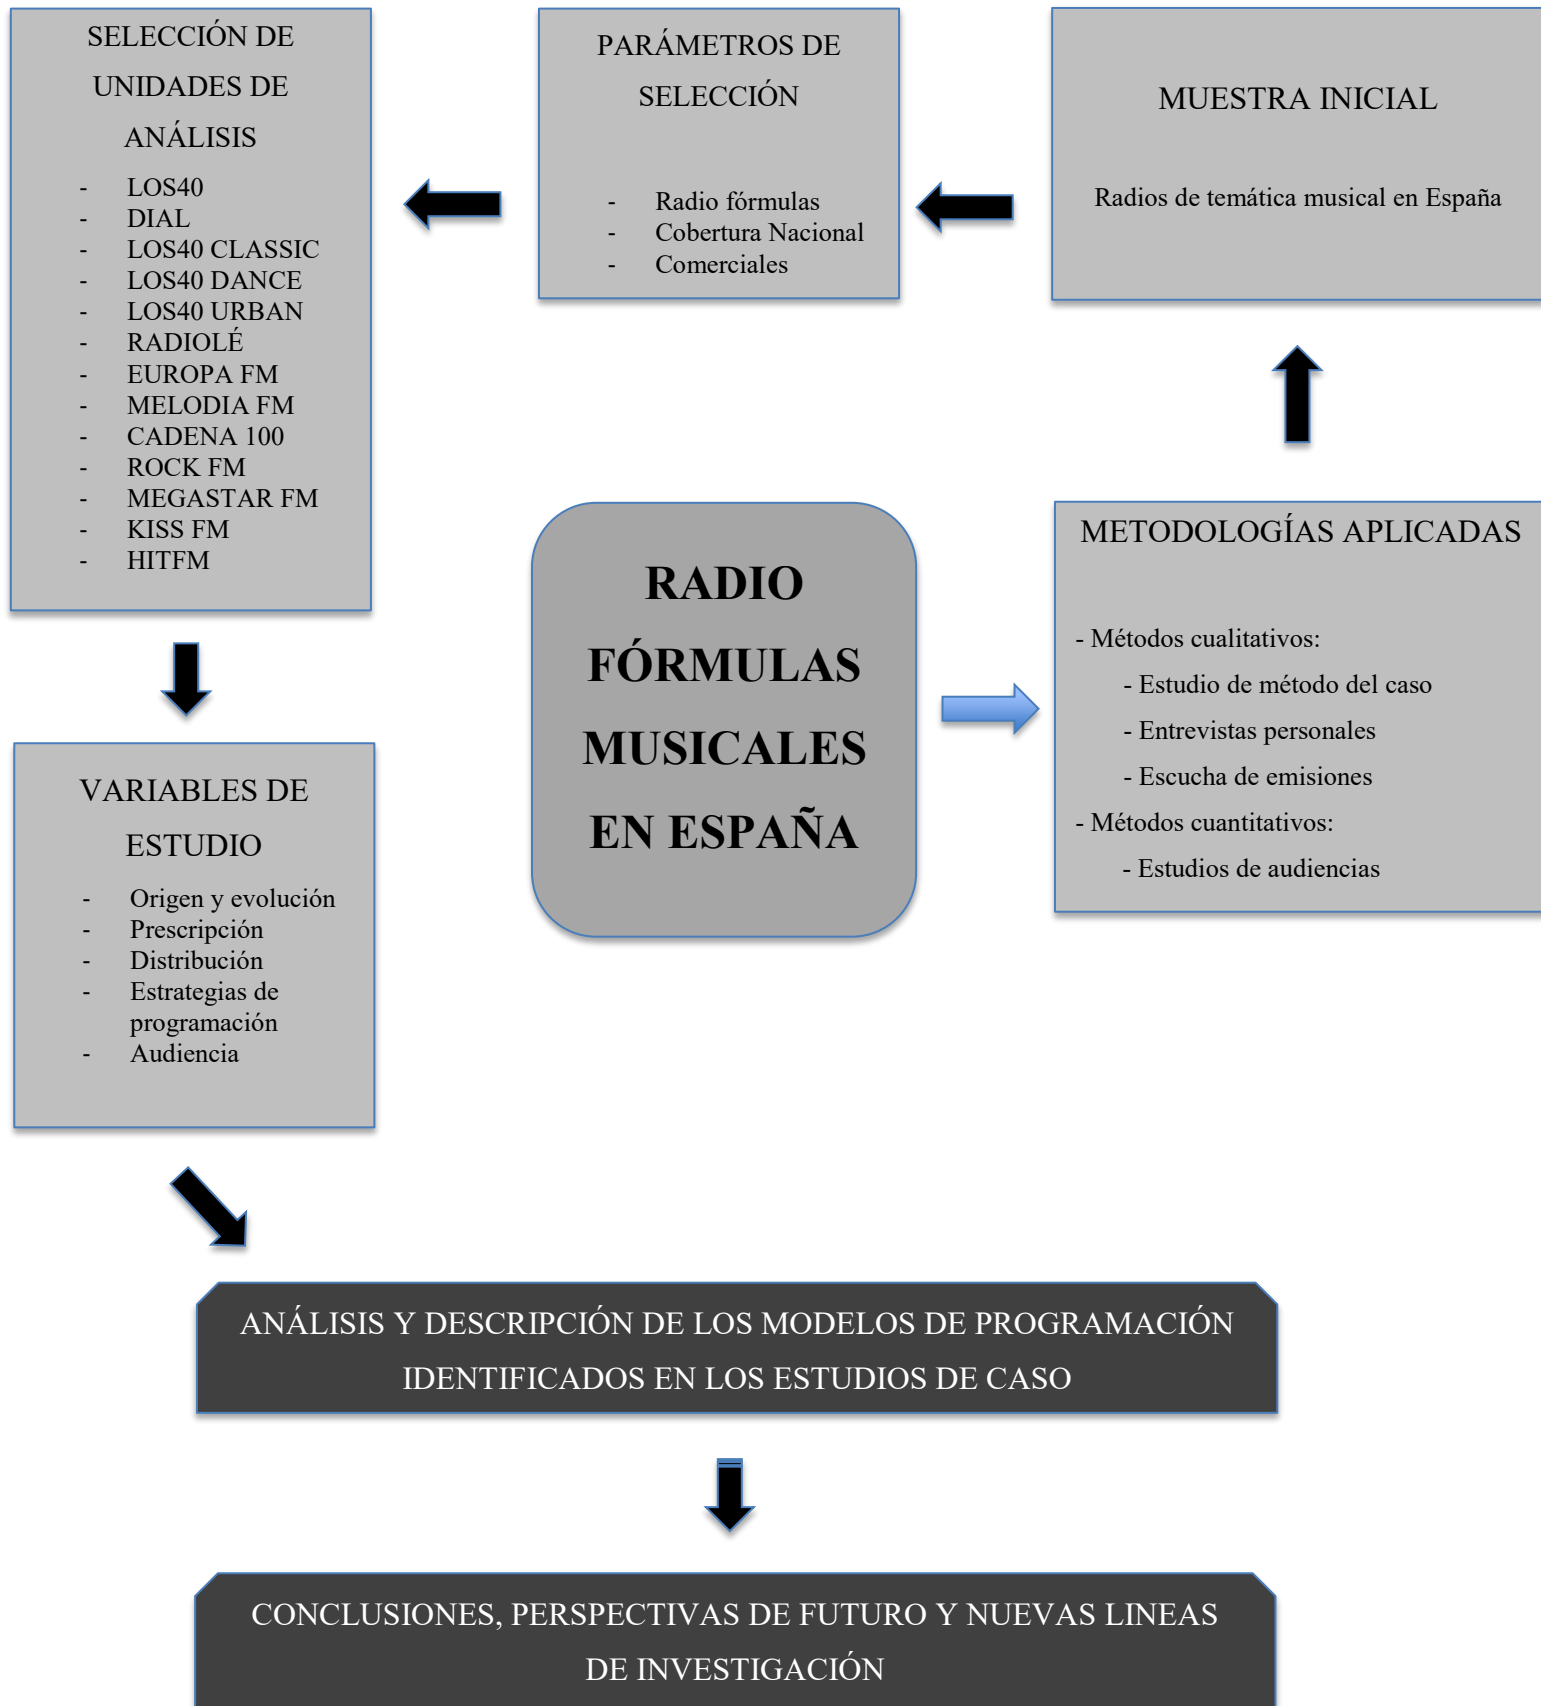 SELECCIÓN DE
UNIDADES DE
ANÁLISIS
- LOS40
- DIAL
- LOS40 CLASSIC
- LOS40 DANCE
- LOS40 URBAN
- RADIOLÉ
- EUROPA FM
- MELODIA FM
- CADENA 100
- ROCK FM
- MEGASTAR FM
- KISS FM
- HITFM
PARÁMETROS DE
SELECCIÓN
- Radio fórmulas
- Cobertura Nacional
- Comerciales
MUESTRA INICIAL
Radios de temática musical en España
RADIO
FÓRMULAS
MUSICALES
EN ESPAÑA
METODOLOGÍAS APLICADAS
- Métodos cualitativos:
- Estudio de método del caso
- Entrevistas personales
- Escucha de emisiones
- Métodos cuantitativos:
- Estudios de audiencias
VARIABLES DE
ESTUDIO
- Origen y evolución
- Prescripción
- Distribución
- Estrategias de
programación
- Audiencia
ANÁLISIS Y DESCRIPCIÓN DE LOS MODELOS DE PROGRAMACIÓN
IDENTIFICADOS EN LOS ESTUDIOS DE CASO
CONCLUSIONES, PERSPECTIVAS DE FUTURO Y NUEVAS LINEAS
DE INVESTIGACIÓN